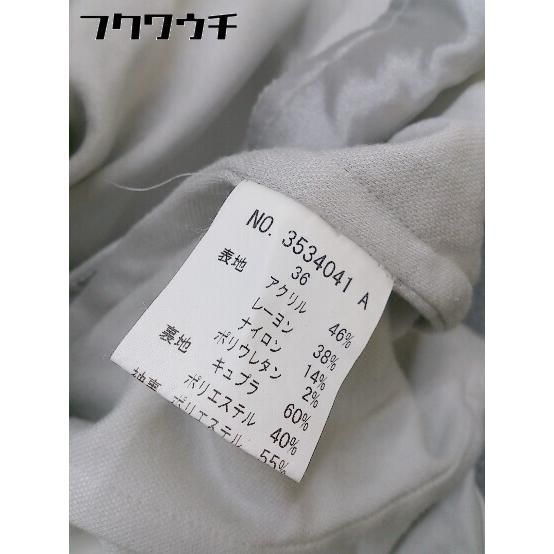 フクワウチ
NO. 3534041 A
36
表地 アクリル 46%
レーヨン 38%
ナイロン 14%
ポリウレタン 2%
裏地 キュプラ 60%
ポリエステル 40%
袖裏 ポリエステル 55%